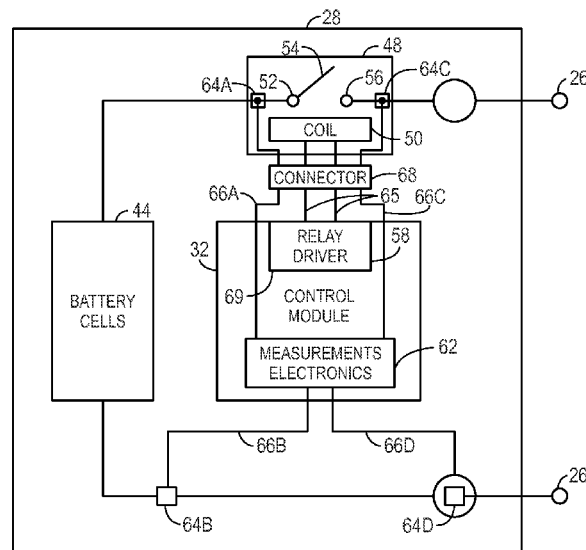 28
54
48
64A
52
56
64C
26
COIL
50
CONNECTOR
68
66A
65
66C
44
32
RELAY
DRIVER
58
69
BATTERY
CELLS
CONTROL
MODULE
MEASUREMENTS
ELECTRONICS
62
66B
66D
26
64B
64D